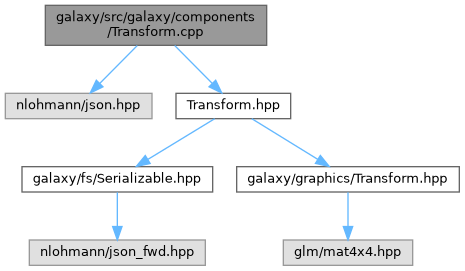 galaxy/src/galaxy/components
/Transform.cpp
nlohmann/json.hpp
Transform.hpp
galaxy/fs/Serializable.hpp
galaxy/graphics/Transform.hpp
nlohmann/json_fwd.hpp
glm/mat4x4.hpp